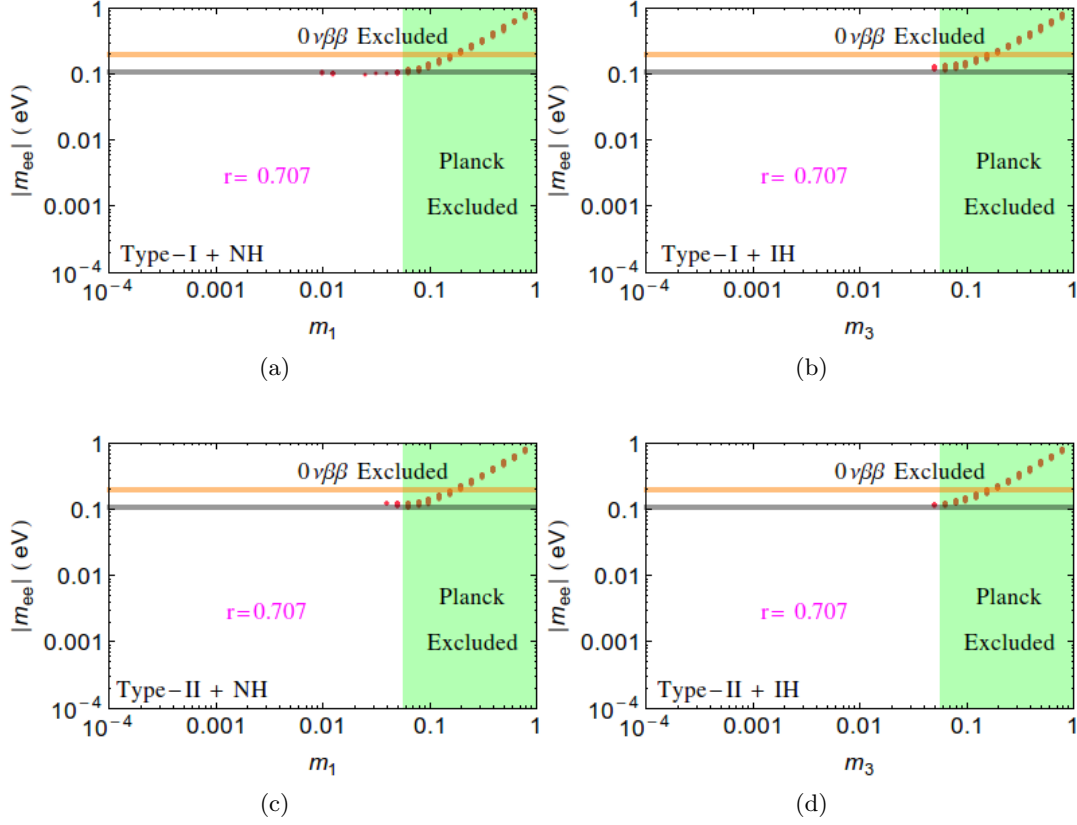 1
0.1
0.01
0.001
10⁻⁴
|m_ee| (eV)
0νββ Excluded
Planck
Excluded
r= 0.707
Type−I + NH
10⁻⁴ 0.001 0.01 0.1 1
m₁
(a)
1
0.1
0.01
0.001
10⁻⁴
|m_ee| (eV)
0νββ Excluded
Planck
Excluded
r= 0.707
Type−I + IH
10⁻⁴ 0.001 0.01 0.1 1
m₃
(b)
1
0.1
0.01
0.001
10⁻⁴
|m_ee| (eV)
0νββ Excluded
Planck
Excluded
r=0.707
Type−II + NH
10⁻⁴ 0.001 0.01 0.1 1
m₁
(c)
1
0.1
0.01
0.001
10⁻⁴
|m_ee| (eV)
0νββ Excluded
Planck
Excluded
r= 0.707
Type−II + IH
10⁻⁴ 0.001 0.01 0.1 1
m₃
(d)